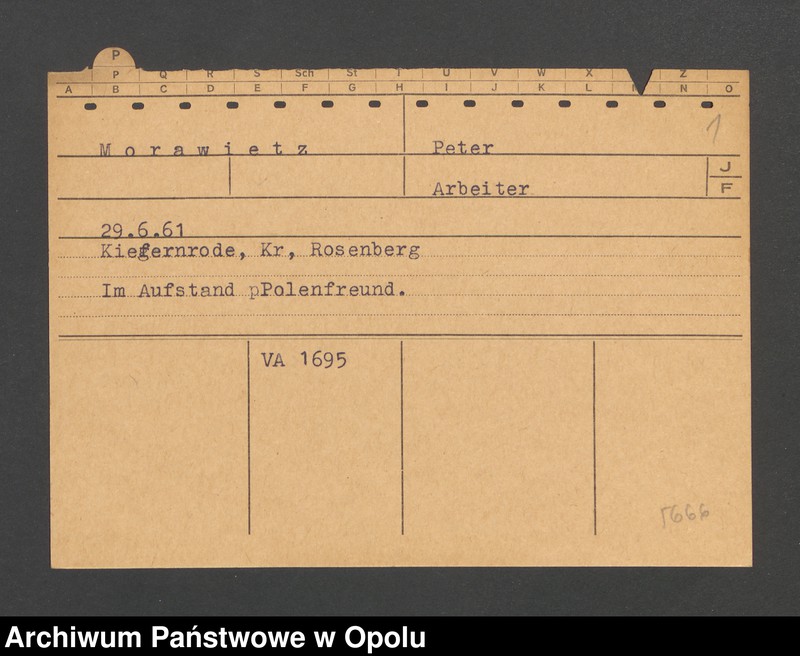 P
P Q R S Sch St T U V W X Z
A B C D E F G H I J K L M N O
1
Morawietz Peter
J
Arbeiter F
29.6.61
Kiefernrode, Kr, Rosenberg
Im Aufstand pPolenfreund.
VA 1695
5666
Archiwum Państwowe w Opolu